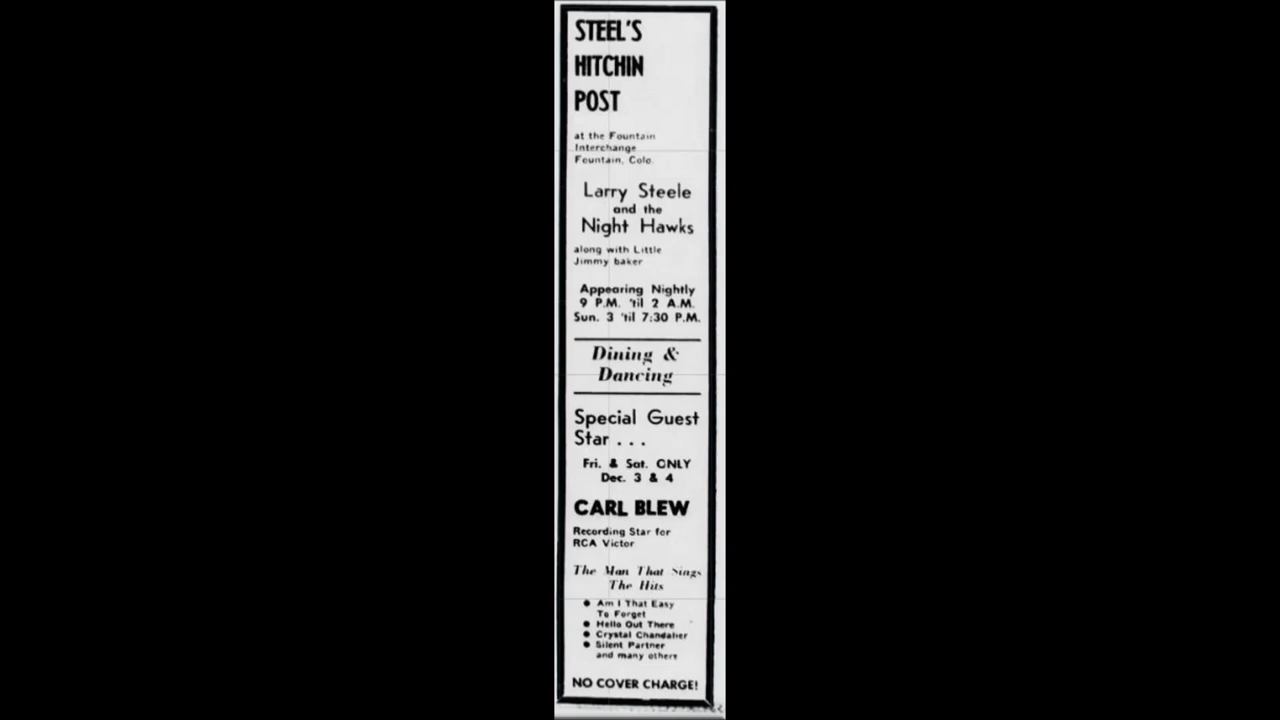 STEEL'S
HITCHIN
POST
at the Fountain
Interchange
Fountain, Colo.
Larry Steele
and the
Night Hawks
along with Little
Jimmy baker
Appearing Nightly
9 P.M. 'til 2 A.M.
Sun. 3 'til 7:30 P.M.
Dining &
Dancing
Special Guest
Star . . .
Fri. & Sat. ONLY
Dec. 3 & 4
CARL BLEW
Recording Star for
RCA Victor
The Man That Sings
The Hits
● Am I That Easy
To Forget
● Hello Out There
● Crystal Chandalier
● Silent Partner
and many others
NO COVER CHARGE!